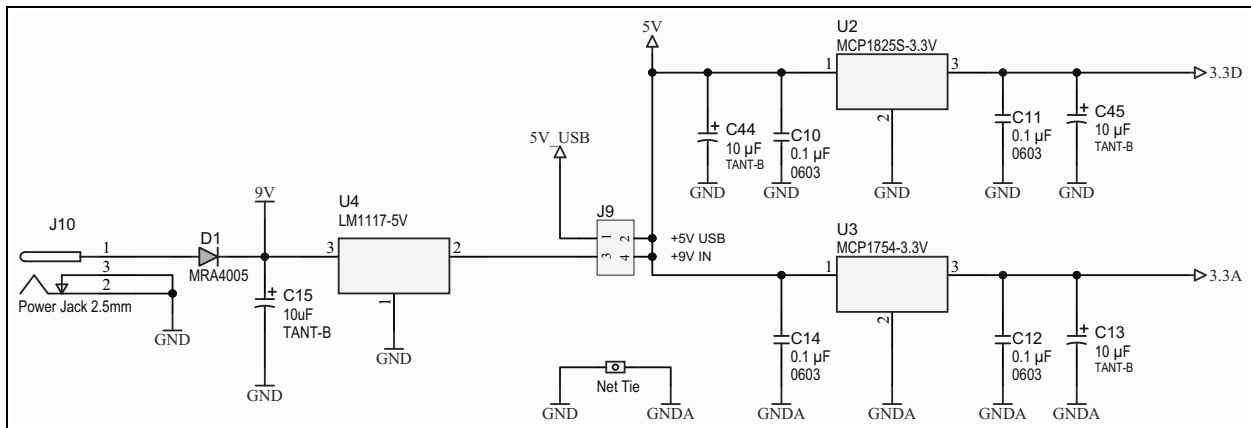 J10
1
3
2
Power Jack 2.5mm
GND
D1
MRA4005
9V
C15
10uF
TANT-B
GND
U4
LM1117-5V
3
2
1
GND
5V_USB
J9
1 2
3 4
+5V USB
+9V IN
5V
C44
10 µF
TANT-B
GND
C10
0.1 µF
0603
GND
U2
MCP1825S-3.3V
1
3
2
GND
C11
0.1 µF
0603
GND
C45
10 µF
TANT-B
GND
3.3D
U3
MCP1754-3.3V
1
3
2
GNDA
C14
0.1 µF
0603
GNDA
C12
0.1 µF
0603
GNDA
C13
10 µF
TANT-B
GNDA
3.3A
Net Tie
GND
GNDA